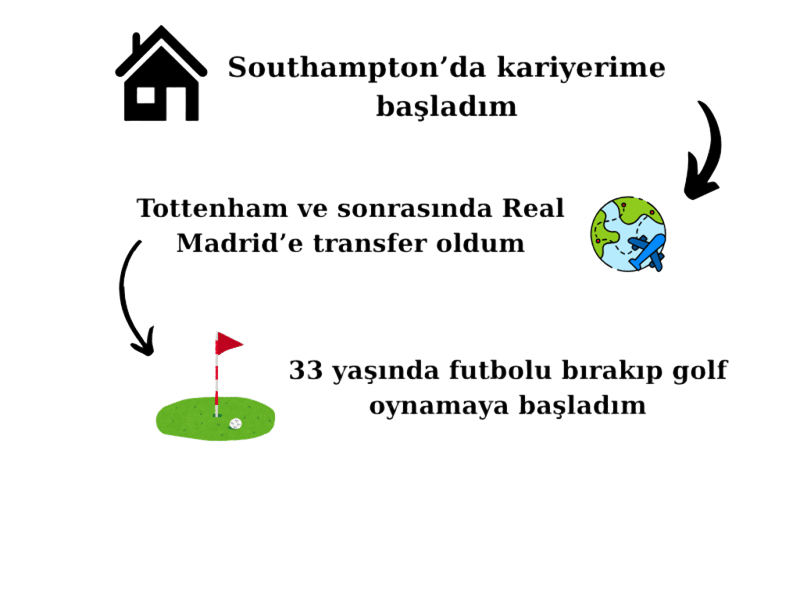 Southampton’da kariyerime
başladım
Tottenham ve sonrasında Real
Madrid’e transfer oldum
33 yaşında futbolu bırakıp golf
oynamaya başladım